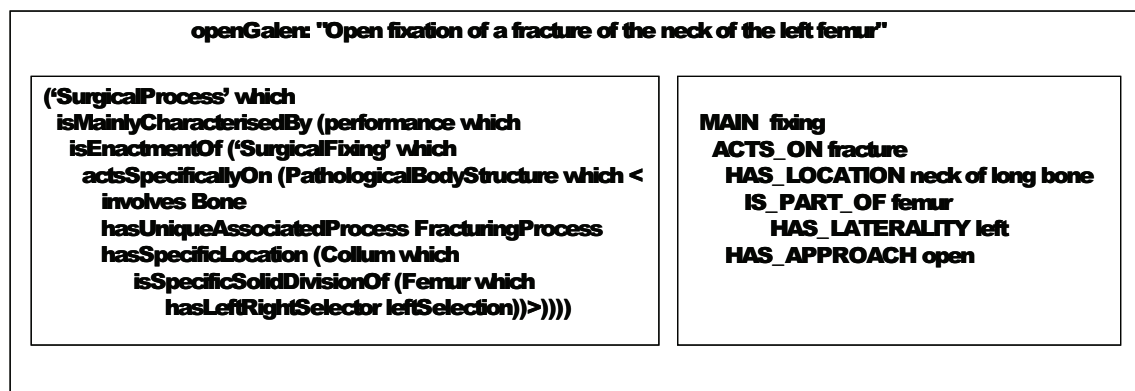 openGalen: "Open fixation of a fracture of the neck of the left femur"
(‘SurgicalProcess’ which
isMainlyCharacterisedBy (performance which
isEnactmentOf (‘SurgicalFixing’ which
actsSpecificallyOn (PathologicalBodyStructure which <
involves Bone
hasUniqueAssociatedProcess FracturingProcess
hasSpecificLocation (Collum which
isSpecificSolidDivisionOf (Femur which
hasLeftRightSelector leftSelection))>))))
MAIN fixing
ACTS_ON fracture
HAS_LOCATION neck of long bone
IS_PART_OF femur
HAS_LATERALITY left
HAS_APPROACH open